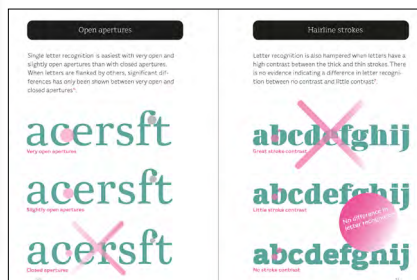 Open apertures
Single letter recognition is easiest with very open and
slightly open apertures than with closed apertures.
When letters are flanked by others, significant dif-
ferences has only been shown between very open and
closed apertures⁹.
acersft
Very open apertures
acersft
Slightly open apertures
acersft
Closed apertures
Hairline strokes
Letter recognition is also hampered when letters have a
high contrast between the thick and thin strokes. There
is no evidence indicating a difference in letter recogni-
tion between no contrast and little contrast⁹.
abcdefghij
Great stroke contrast
abcdefghij
Little stroke contrast
No difference in
letter recognition
abcdefghij
No stroke contrast